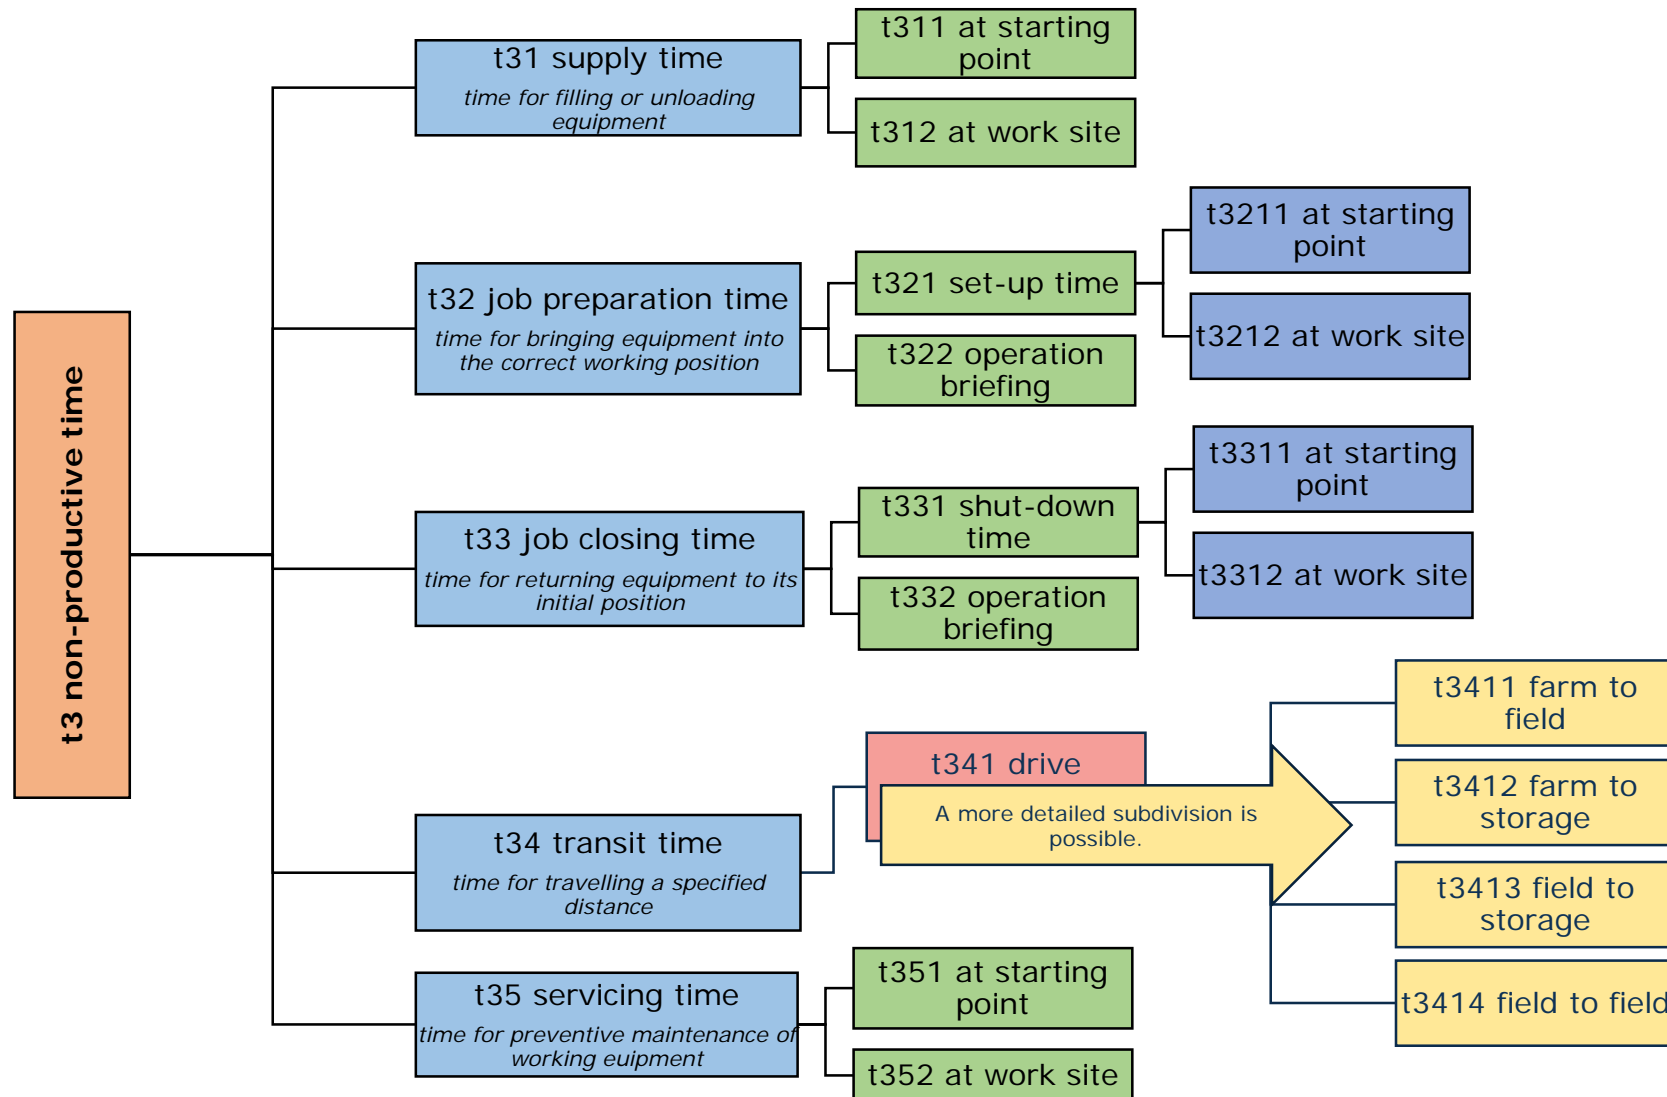 t3 non-productive time
t31 supply time
time for filling or unloading
equipment
t311 at starting
point
t312 at work site
t32 job preparation time
time for bringing equipment into
the correct working position
t321 set-up time
t322 operation
briefing
t3211 at starting
point
t3212 at work site
t33 job closing time
time for returning equipment to its
initial position
t331 shut-down
time
t332 operation
briefing
t3311 at starting
point
t3312 at work site
t34 transit time
time for travelling a specified
distance
t341 drive
A more detailed subdivision is
possible.
t3411 farm to
field
t3412 farm to
storage
t3413 field to
storage
t3414 field to field
t35 servicing time
time for preventive maintenance of
working euipment
t351 at starting
point
t352 at work site